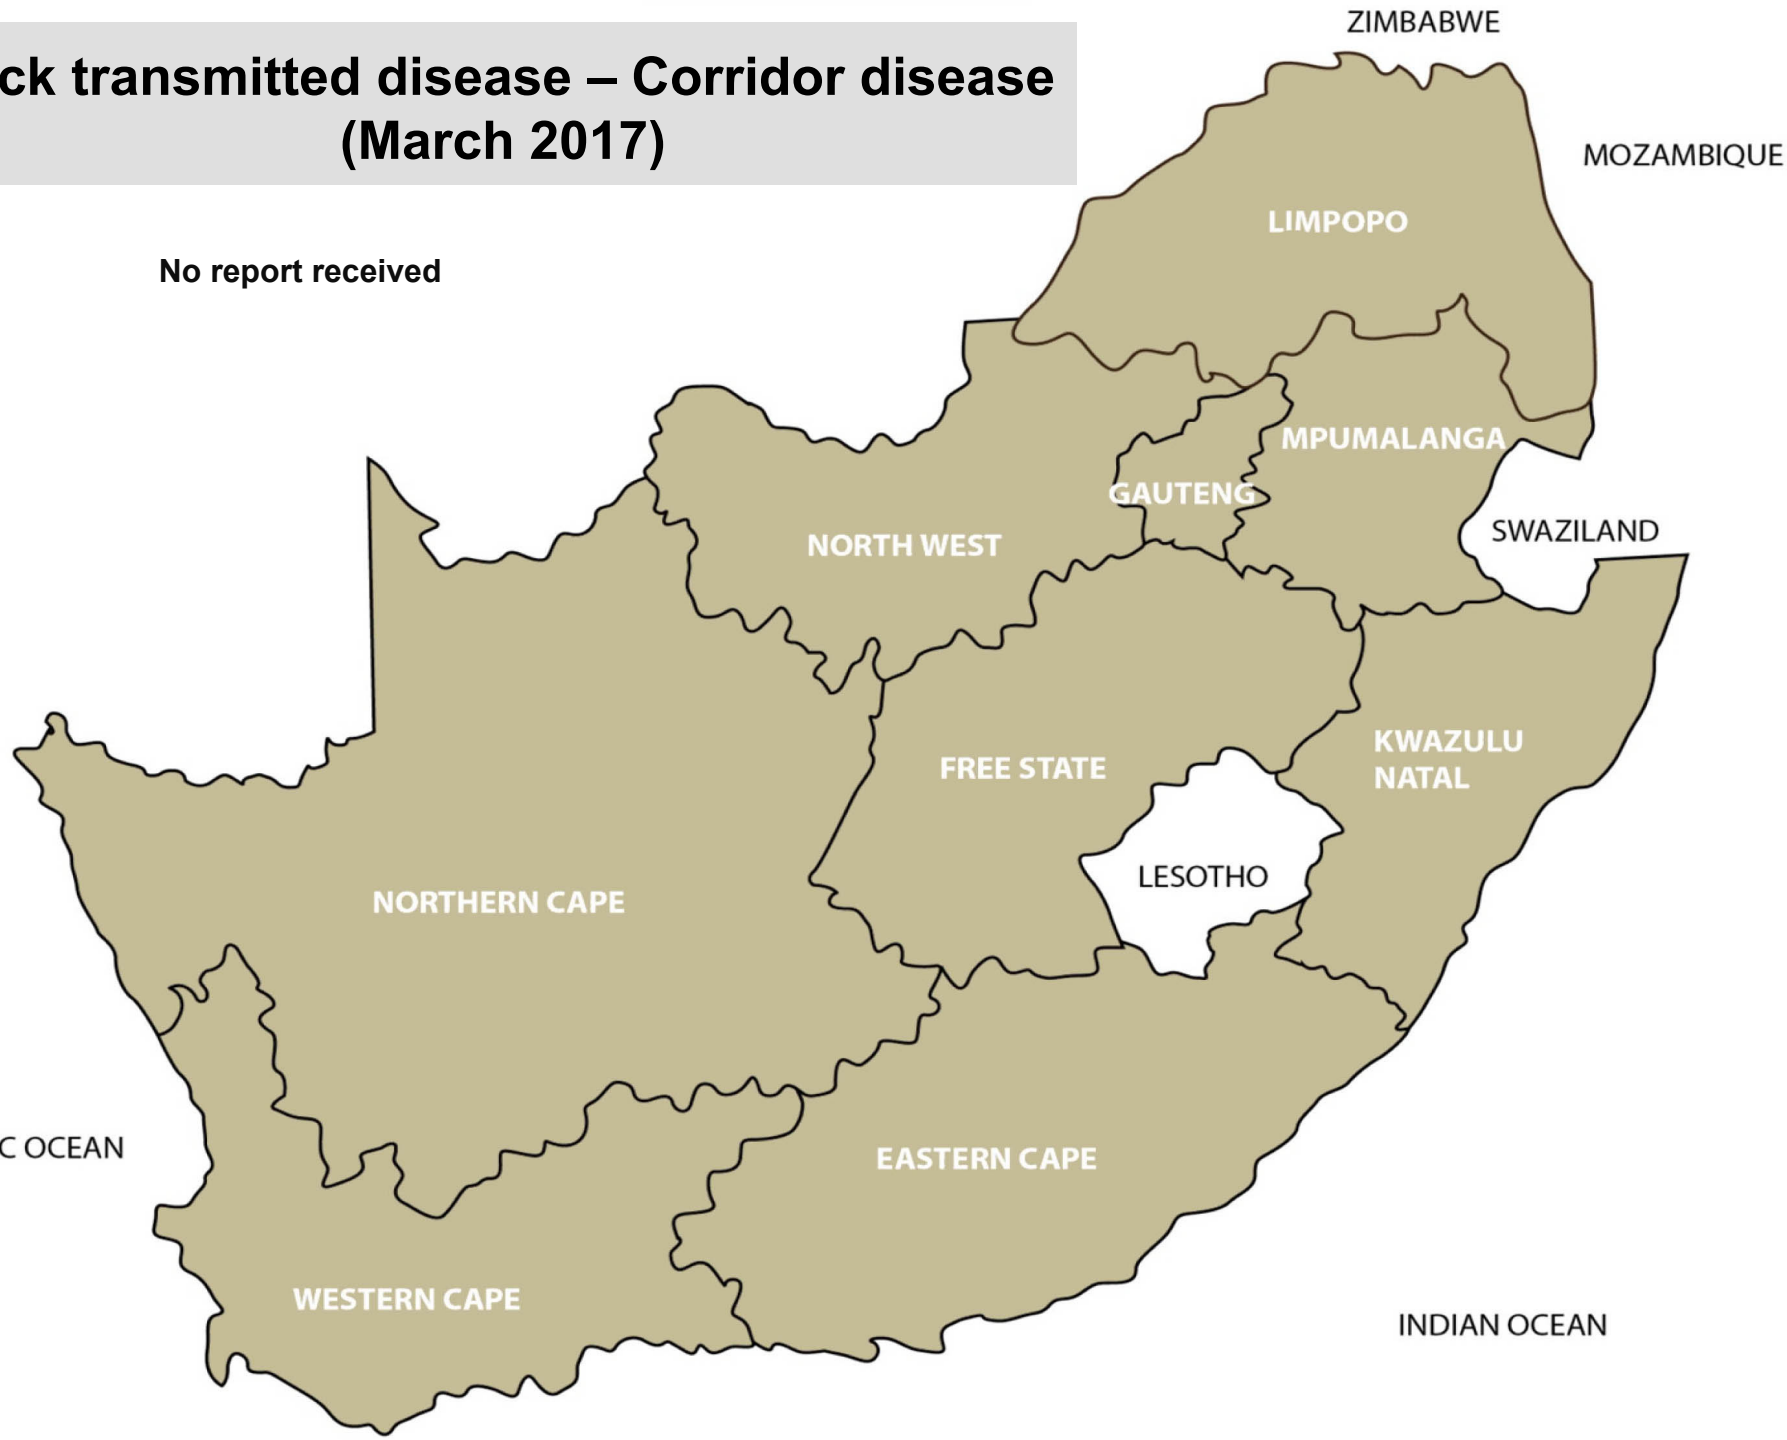 ck transmitted disease – Corridor disease
(March 2017)
No report received
ZIMBABWE
MOZAMBIQUE
LIMPOPO
MPUMALANGA
GAUTENG
NORTH WEST
SWAZILAND
FREE STATE
KWAZULU
NATAL
LESOTHO
NORTHERN CAPE
C OCEAN
EASTERN CAPE
WESTERN CAPE
INDIAN OCEAN